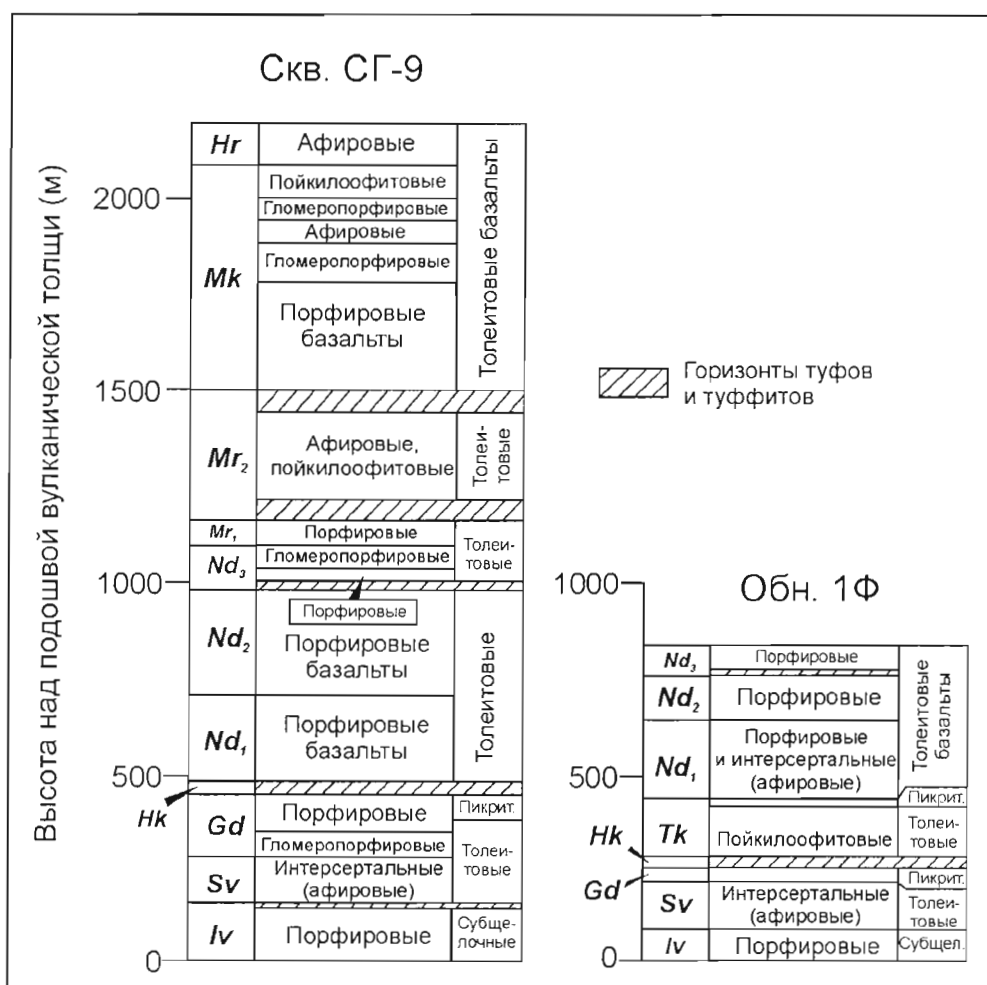 Скв. СГ-9
Высота над подошвой вулканической толщи (м)
2000
1500
1000
500
0
Hr
Mk
Mr2
Mr1
Nd3
Nd2
Nd1
Hk
Gd
Sv
Iv
Афировые
Пойкилоофитовые
Гломеропорфировые
Афировые
Гломеропорфировые
Порфировые
базальты
Афировые,
пойкилоофитовые
Порфировые
Гломеропорфировые
Порфировые
Порфировые
базальты
Порфировые
базальты
Порфировые
Гломеропорфировые
Интерсертальные
(афировые)
Порфировые
Толеитовые базальты
Толеи-
товые
Толеи-
товые
Толеитовые
Пикрит.
Толеи-
товые
Субще-
лочные
Горизонты туфов
и туффитов
Обн. 1Ф
1000
500
0
Nd3
Nd2
Nd1
Tk
Hk
Gd
Sv
Iv
Порфировые
Порфировые
Порфировые
и интерсертальные
(афировые)
Пойкилоофитовые
Интерсертальные
(афировые)
Порфировые
Толеитовые
базальты
Пикрит.
Толеи-
товые
Пикрит.
Толеи-
товые
Субщел.